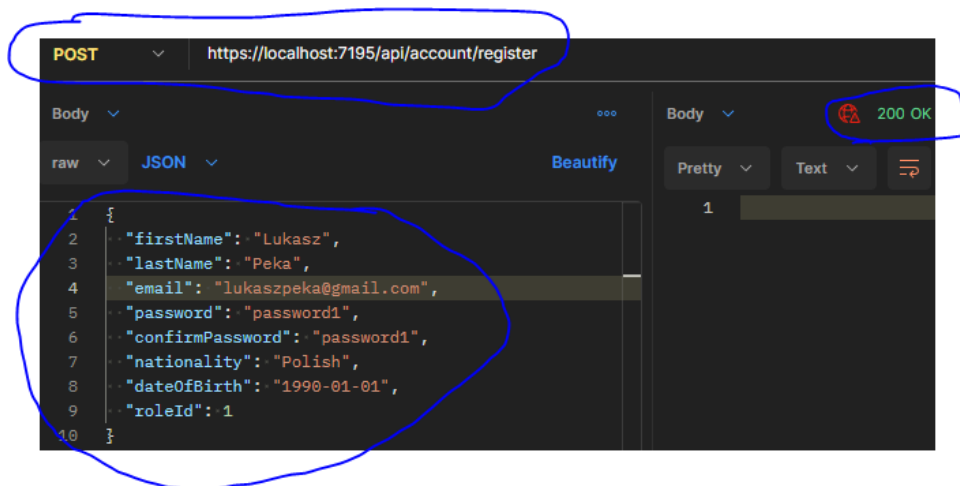 POST https://localhost:7195/api/account/register
Body Body 200 OK
raw JSON Beautify Pretty Text
1 {
2 "firstName": "Lukasz",
3 "lastName": "Peka",
4 "email": "lukaszpeka@gmail.com",
5 "password": "password1",
6 "confirmPassword": "password1",
7 "nationality": "Polish",
8 "dateOfBirth": "1990-01-01",
9 "roleId": 1
10 }
1